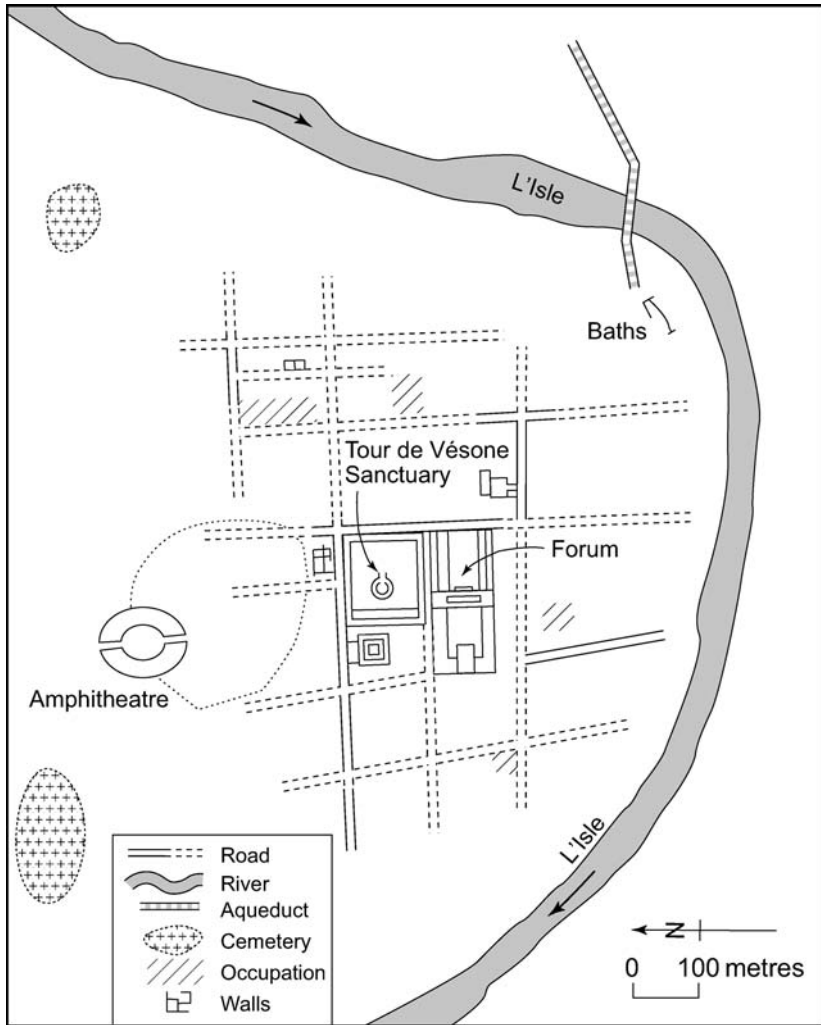 L'Isle
Baths
Tour de Vésone
Sanctuary
Forum
Amphitheatre
L'Isle
Road
River
Aqueduct
Cemetery
Occupation
Walls
N
0 100 metres